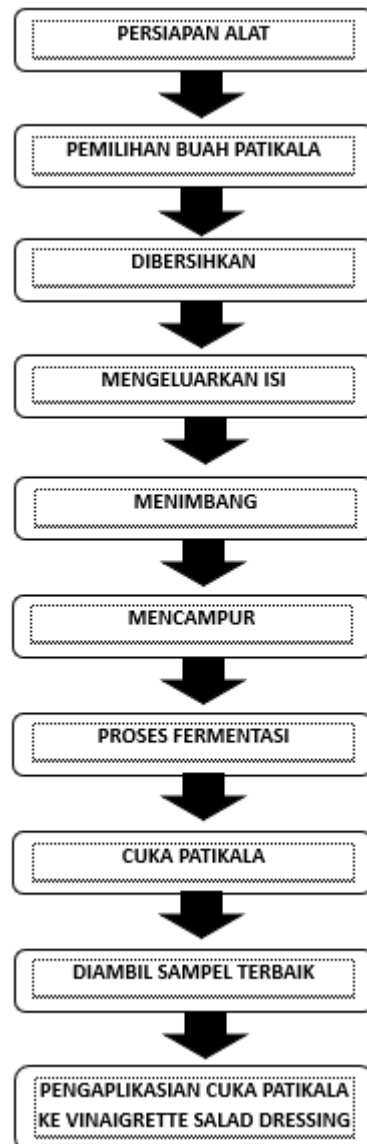 PERSIAPAN ALAT
PEMILIHAN BUAH PATIKALA
DIBERSIHKAN
MENGELUARKAN ISI
MENIMBANG
MENCAMPUR
PROSES FERMENTASI
CUKA PATIKALA
DIAMBIL SAMPEL TERBAIK
PENGAPLIKASIAN CUKA PATIKALA
KE VINAIGRETTE SALAD DRESSING